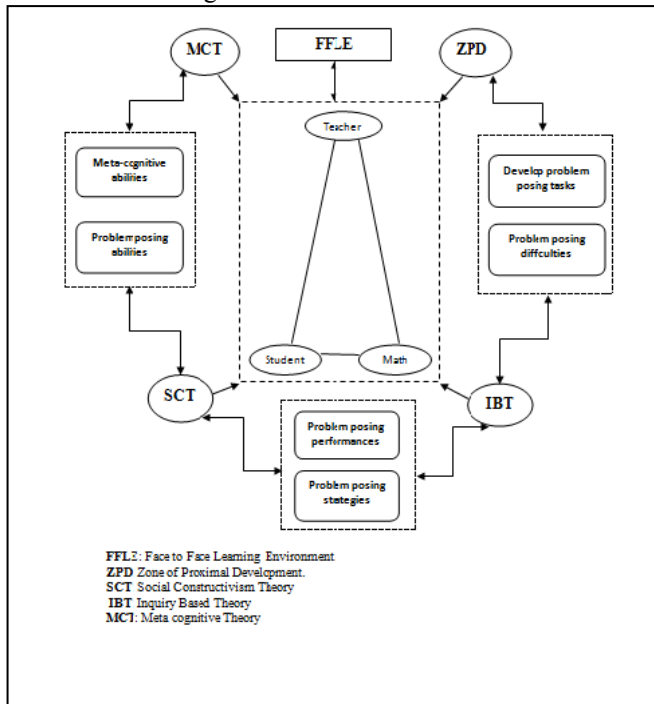 MCT
FFLE
ZPD
Teacher
Meta-cognitive
abilities
Problem posing
abilities
Develop problem
posing tasks
Problem posing
diffculties
Student
Math
SCT
IBT
Problem posing
performances
Problem posing
strategies
FFLE: Face to Face Learning Environment
ZPD Zone of Proximal Development.
SCT Social Constructivism Theory
IBT Inquiry Based Theory
MCT: Meta cognitive Theory